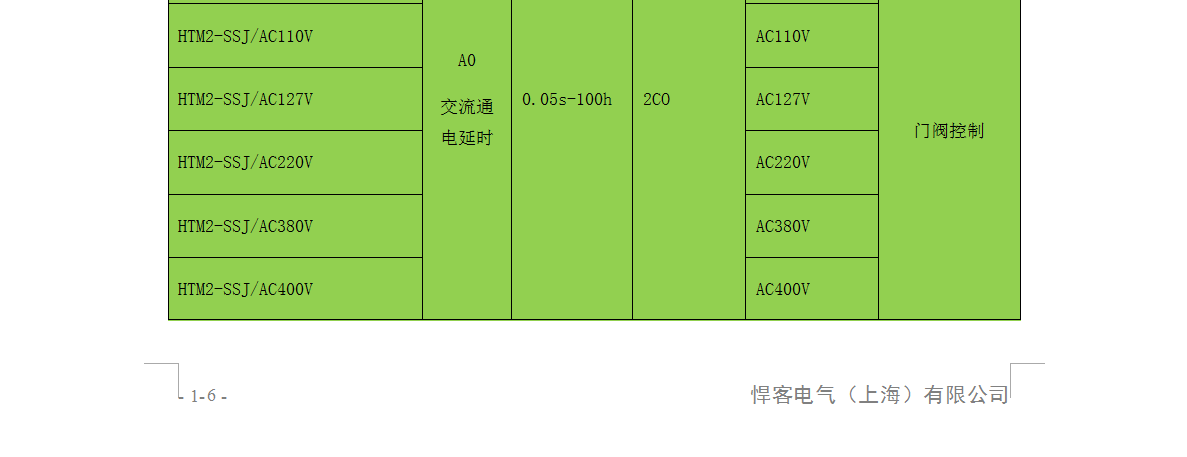 HTM2-SSJ/AC110V
AC110V
A0
HTM2-SSJ/AC127V
交流通
0.05s-100h
2CO
AC127V
电延时
门阀控制
HTM2-SSJ/AC220V
AC220V
HTM2-SSJ/AC380V
AC380V
HTM2-SSJ/AC400V
AC400V
- 1-6 -
悍客电气（上海）有限公司